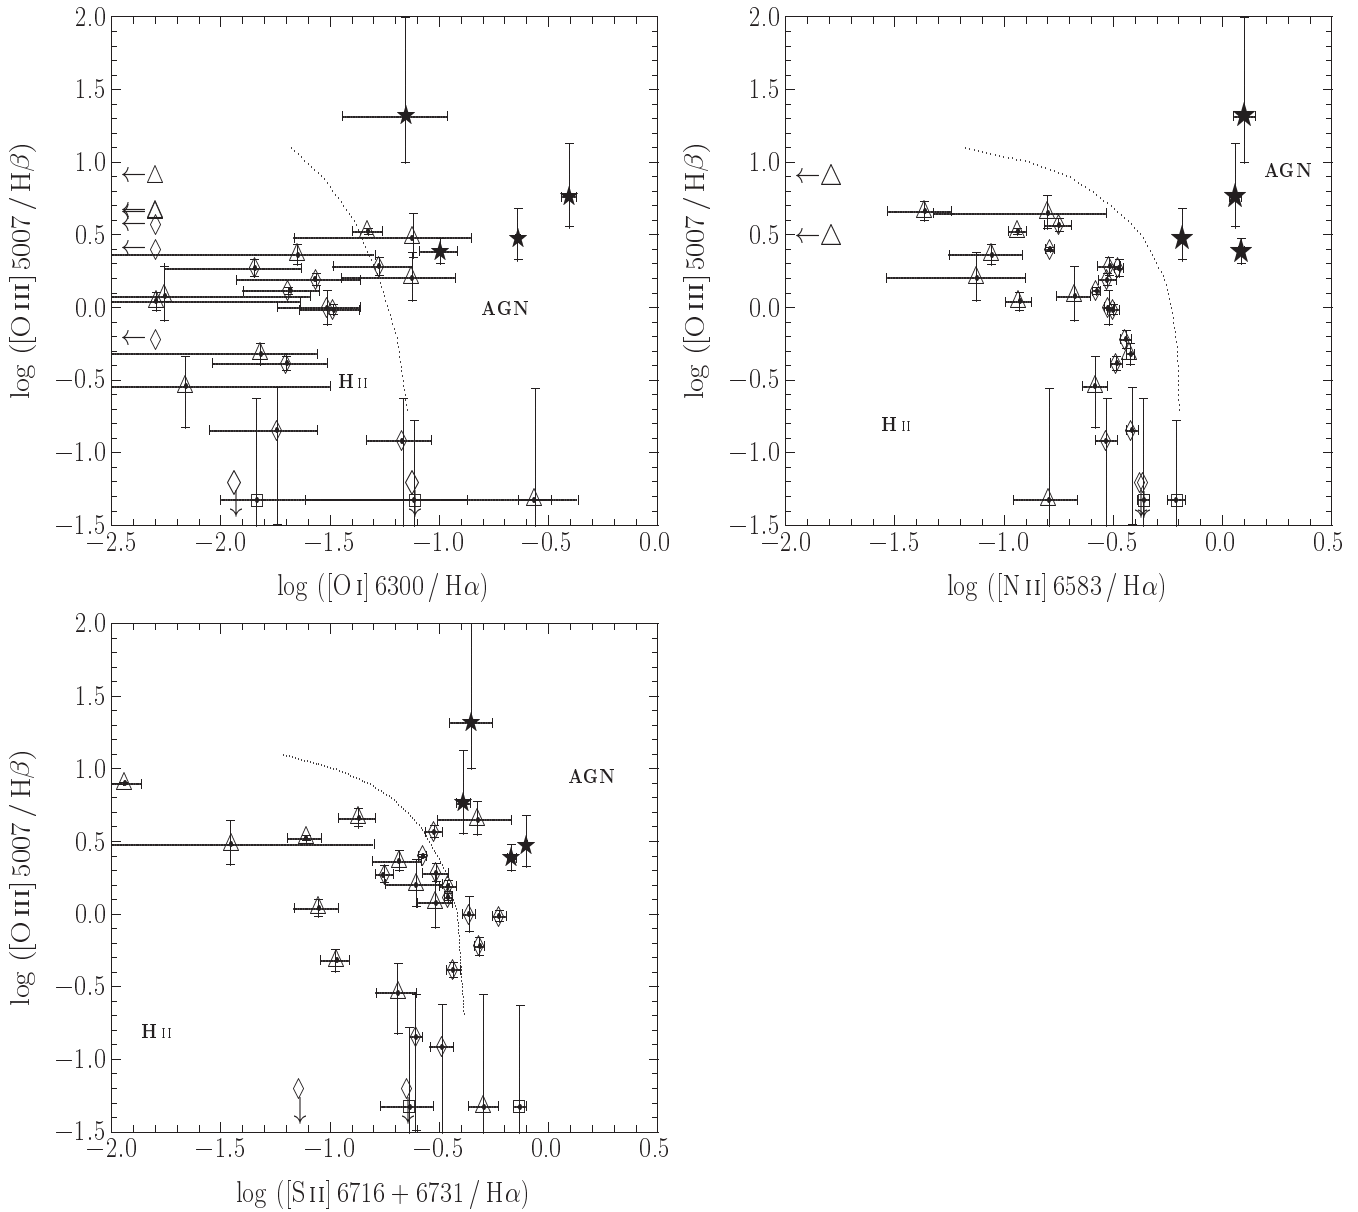 2.0
1.5
1.0
0.5
0.0
−0.5
−1.0
−1.5
log ([O III] 5007 / Hβ)
AGN
H II
−2.5 −2.0 −1.5 −1.0 −0.5 0.0
log ([O I] 6300 / Hα)
2.0
1.5
1.0
0.5
0.0
−0.5
−1.0
−1.5
log ([O III] 5007 / Hβ)
AGN
H II
−2.0 −1.5 −1.0 −0.5 0.0 0.5
log ([N II] 6583 / Hα)
2.0
1.5
1.0
0.5
0.0
−0.5
−1.0
−1.5
log ([O III] 5007 / Hβ)
AGN
H II
−2.0 −1.5 −1.0 −0.5 0.0 0.5
log ([S II] 6716 + 6731 / Hα)